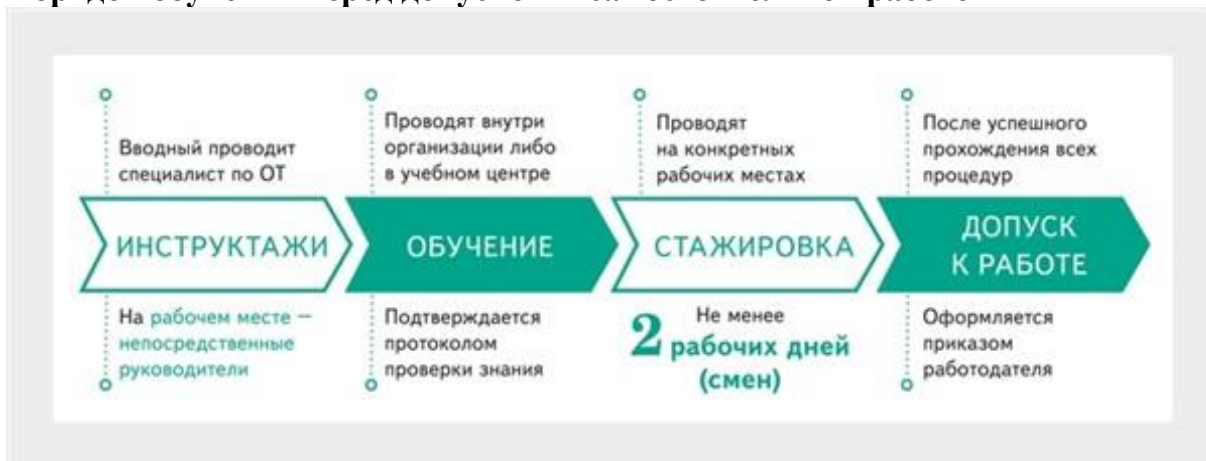 Вводный проводит
специалист по ОТ
ИНСТРУКТАЖИ
На рабочем месте —
непосредственные
руководители
Проводят внутри
организации либо
в учебном центре
ОБУЧЕНИЕ
Подтверждается
протоколом
проверки знания
Проводят
на конкретных
рабочих местах
СТАЖИРОВКА
Не менее
2 рабочих дней
(смен)
После успешного
прохождения всех
процедур
ДОПУСК
К РАБОТЕ
Оформляется
приказом
работодателя